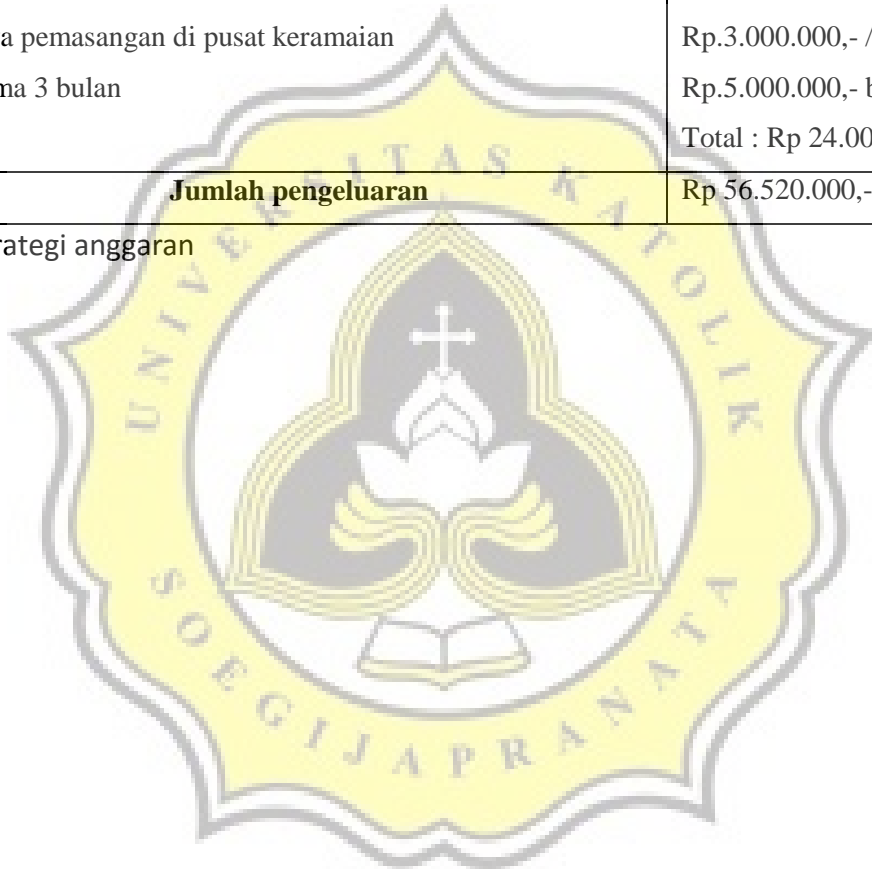 a pemasangan di pusat keramaian
Rp.3.000.000,- /
ma 3 bulan
Rp.5.000.000,- b
Total : Rp 24.00
Jumlah pengeluaran
Rp 56.520.000,-
rategi anggaran
UNIVERSITAS KATOLIK
SOEGIJAPRANATA